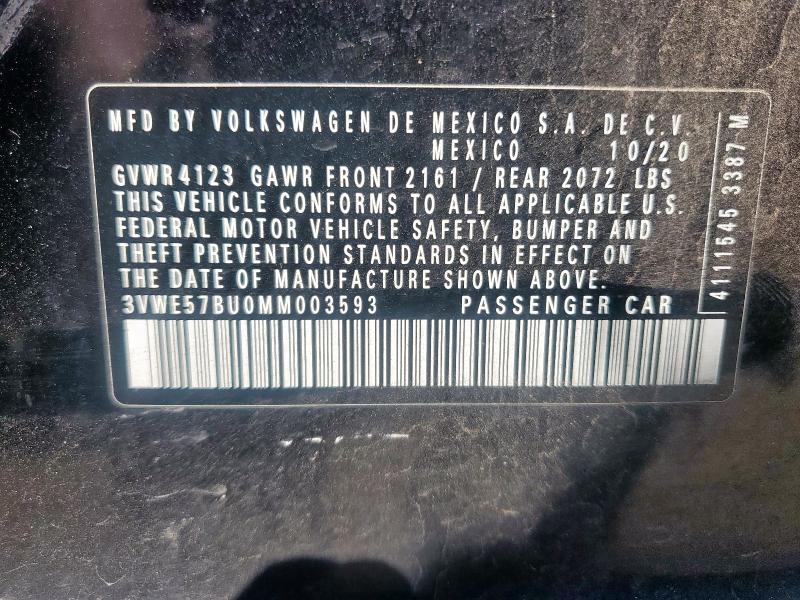 MFD BY VOLKSWAGEN DE MEXICO S.A. DE C.V.
MEXICO 10/20
GVWR 4123 GAWR FRONT 2161 / REAR 2072 LBS
THIS VEHICLE CONFORMS TO ALL APPLICABLE U.S.
FEDERAL MOTOR VEHICLE SAFETY, BUMPER AND
THEFT PREVENTION STANDARDS IN EFFECT ON
THE DATE OF MANUFACTURE SHOWN ABOVE.
3VWE57BU0MM003593 PASSENGER CAR
4111545 3387 M